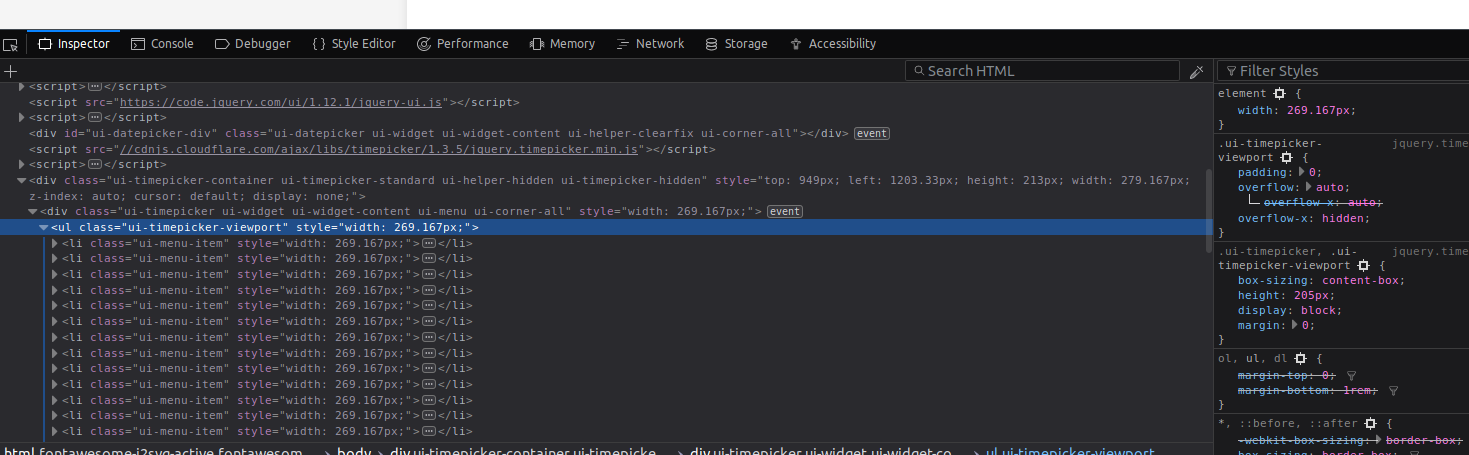 Inspector Console Debugger Style Editor Performance Memory Network Storage Accessibility
Search HTML
Filter Styles
<script></script>
<script src="https://code.jquery.com/ui/1.12.1/jquery-ui.js"></script>
<script></script>
<div id="ui-datepicker-div" class="ui-datepicker ui-widget ui-widget-content ui-helper-clearfix ui-corner-all"></div> event
<script src="//cdnjs.cloudflare.com/ajax/libs/timepicker/1.3.5/jquery.timepicker.min.js"></script>
<script></script>
<div class="ui-timepicker-container ui-timepicker-standard ui-helper-hidden ui-timepicker-hidden" style="top: 949px; left: 1203.33px; height: 213px; width: 279.167px;
z-index: auto; cursor: default; display: none;">
<div class="ui-timepicker ui-widget ui-widget-content ui-menu ui-corner-all" style="width: 269.167px;"> event
<ul class="ui-timepicker-viewport" style="width: 269.167px;">
<li class="ui-menu-item" style="width: 269.167px;"></li>
<li class="ui-menu-item" style="width: 269.167px;"></li>
<li class="ui-menu-item" style="width: 269.167px;"></li>
<li class="ui-menu-item" style="width: 269.167px;"></li>
<li class="ui-menu-item" style="width: 269.167px;"></li>
<li class="ui-menu-item" style="width: 269.167px;"></li>
<li class="ui-menu-item" style="width: 269.167px;"></li>
<li class="ui-menu-item" style="width: 269.167px;"></li>
<li class="ui-menu-item" style="width: 269.167px;"></li>
<li class="ui-menu-item" style="width: 269.167px;"></li>
<li class="ui-menu-item" style="width: 269.167px;"></li>
<li class="ui-menu-item" style="width: 269.167px;"></li>
<li class="ui-menu-item" style="width: 269.167px;"></li>
element {
width: 269.167px;
}
.ui-timepicker- jquery.time
viewport {
padding: 0;
overflow: auto;
overflow-x: auto;
overflow-x: hidden;
}
.ui-timepicker, .ui- jquery.time
timepicker-viewport {
box-sizing: content-box;
height: 205px;
display: block;
margin: 0;
}
ol, ul, dl {
margin-top: 0;
margin-bottom: 1rem;
}
*, ::before, ::after {
-webkit-box-sizing: border-box;
box-sizing: border-box;
html.fontawesome-i2svg-active.fontawesom... body div.ui-timepicker-container.ui-timepicke... div.ui-timepicker.ui-widget.ui-widget-co... ul.ui-timepicker-viewport